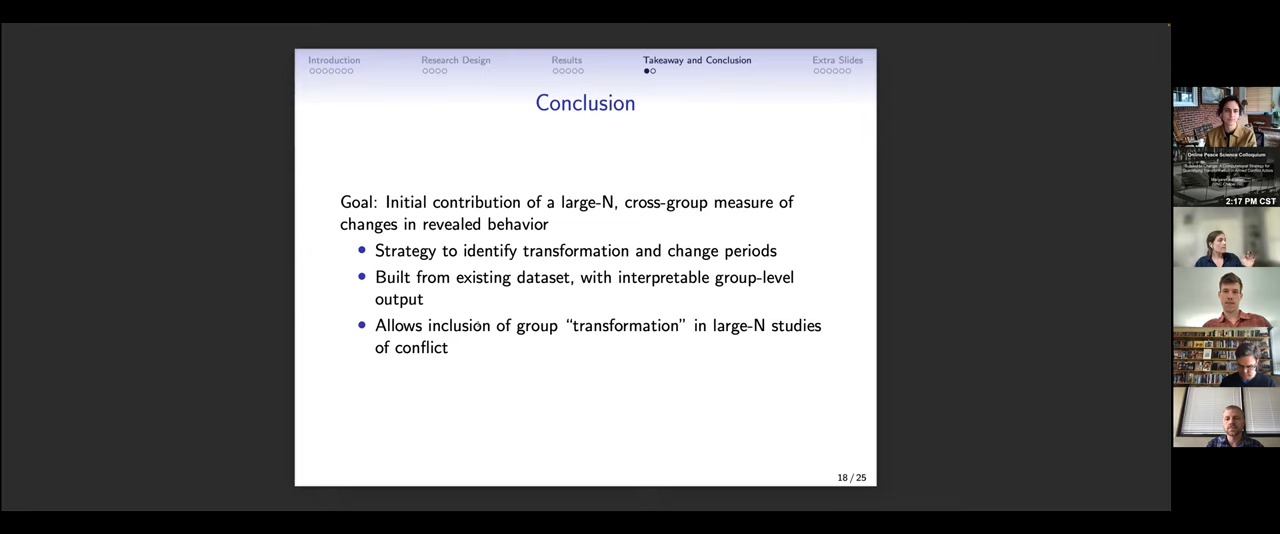 Introduction
Research Design
Results
Takeaway and Conclusion
Extra Slides
Conclusion
Goal: Initial contribution of a large-N, cross-group measure of
changes in revealed behavior
• Strategy to identify transformation and change periods
• Built from existing dataset, with interpretable group-level
output
• Allows inclusion of group “transformation” in large-N studies
of conflict
18 / 25
Online Peace Science Colloquium
2:17 PM CST